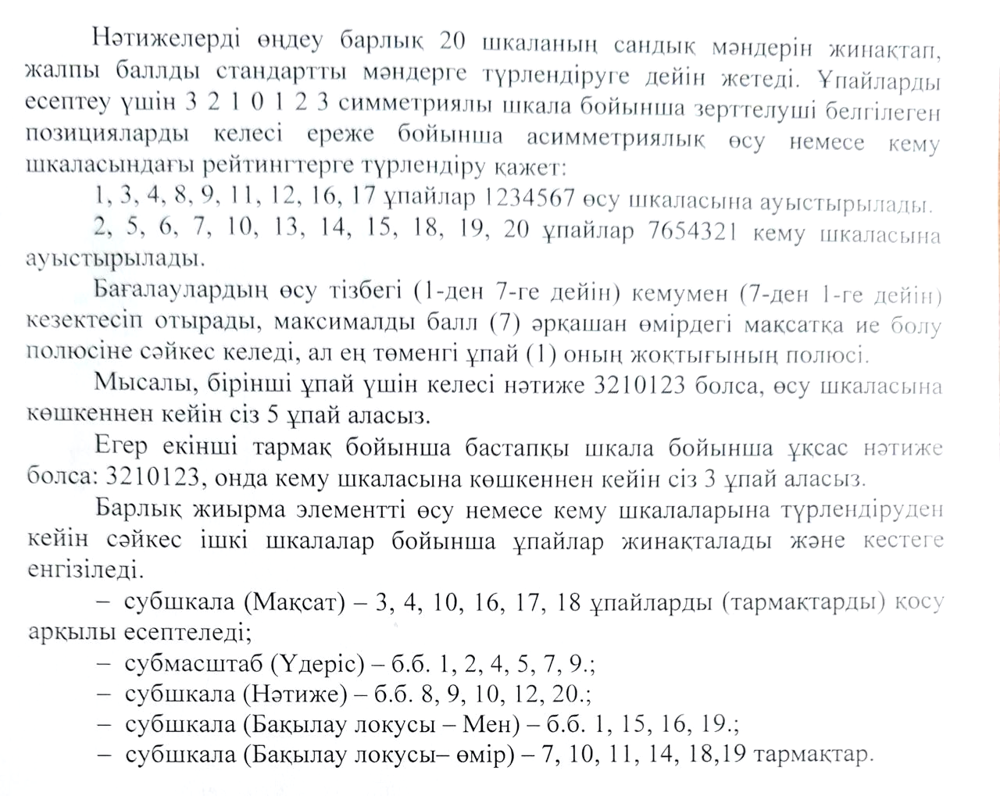 Нәтижелерді өңдеу барлық 20 шкаланың сандық мәндерін жинақтап,
жалпы баллды стандартты мәндерге түрлендіруге дейін жетеді. Ұпайларды
есептеу үшін 3 2 1 0 1 2 3 симметриялы шкала бойынша зерттелуші белгілеген
позицияларды келесі ереже бойынша асимметриялық өсу немесе кему
шкаласындағы рейтингтерге түрлендіру қажет:
1, 3, 4, 8, 9, 11, 12, 16, 17 ұпайлар 1234567 өсу шкаласына ауыстырылады.
2, 5, 6, 7, 10, 13, 14, 15, 18, 19, 20 ұпайлар 7654321 кему шкаласына
ауыстырылады.
Бағалаулардың өсу тізбегі (1-ден 7-ге дейін) кемумен (7-ден 1-ге дейін)
кезектесіп отырады, максималды балл (7) әрқашан өмірдегі мақсатқа ие болу
полюсіне сәйкес келеді, ал ең төменгі ұпай (1) оның жоқтығының полюсі.
Мысалы, бірінші ұпай үшін келесі нәтиже 3210123 болса, өсу шкаласына
көшкеннен кейін сіз 5 ұпай аласыз.
Егер екінші тармақ бойынша бастапқы шкала бойынша ұқсас нәтиже
болса: 3210123, онда кему шкаласына көшкеннен кейін сіз 3 ұпай аласыз.
Барлық жиырма элементті өсу немесе кему шкалаларына түрлендіруден
кейін сәйкес ішкі шкалалар бойынша ұпайлар жинақталады және кестеге
енгізіледі.
– субшкала (Мақсат) – 3, 4, 10, 16, 17, 18 ұпайларды (тармақтарды) қосу
арқылы есептеледі;
– субмасштаб (Үдеріс) – б.б. 1, 2, 4, 5, 7, 9.;
– субшкала (Нәтиже) – б.б. 8, 9, 10, 12, 20.;
– субшкала (Бақылау локусы – Мен) – б.б. 1, 15, 16, 19.;
– субшкала (Бақылау локусы– өмір) – 7, 10, 11, 14, 18,19 тармақтар.